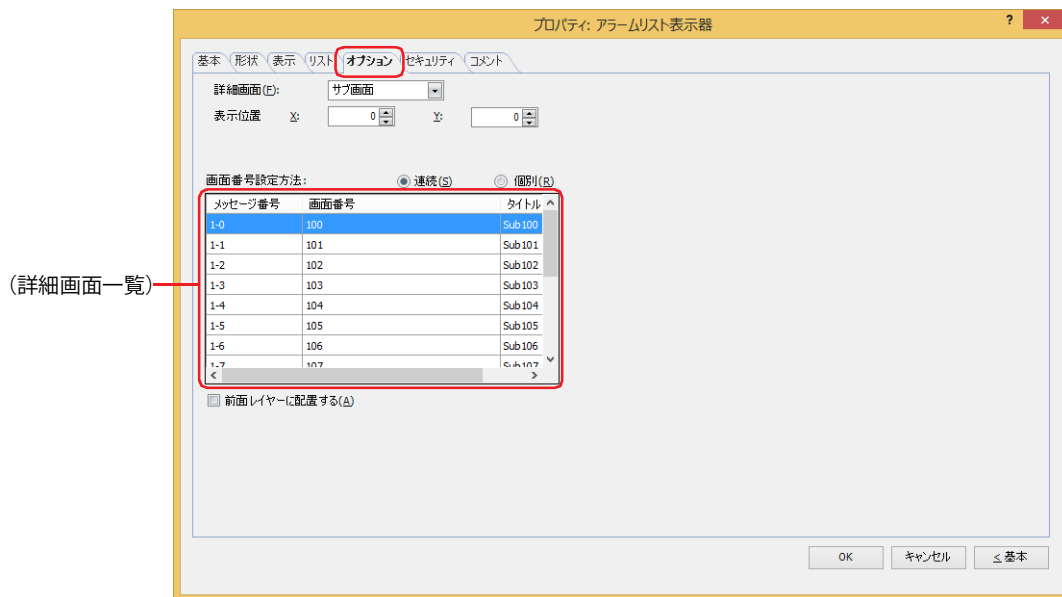 プロパティ: アラームリスト表示器
? ×
基本 形状 表示 リスト オプション セキュリティ コメント
詳細画面(F): サブ画面
表示位置 X: 0 Y: 0
画面番号設定方法: 連続(S) 個別(R)
メッセージ番号 画面番号 タイトル
1-0 100 Sub100
1-1 101 Sub101
1-2 102 Sub102
(詳細画面一覧)
1-3 103 Sub103
1-4 104 Sub104
1-5 105 Sub105
1-6 106 Sub106
1-7 107 Sub107
前面レイヤーに配置する(A)
OK キャンセル ≤基本